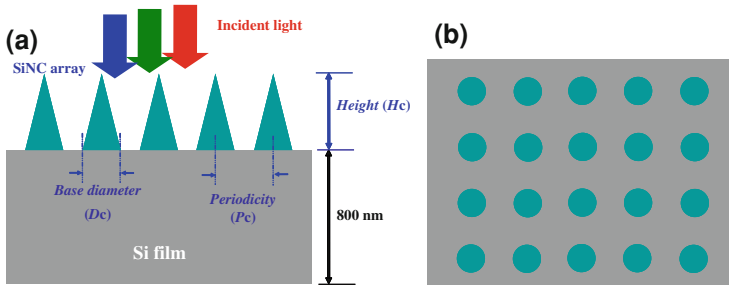 (a)
Incident light
SiNC array
Height (Hc)
Base diameter
(Dc)
Periodicity
(Pc)
800 nm
Si film
(b)